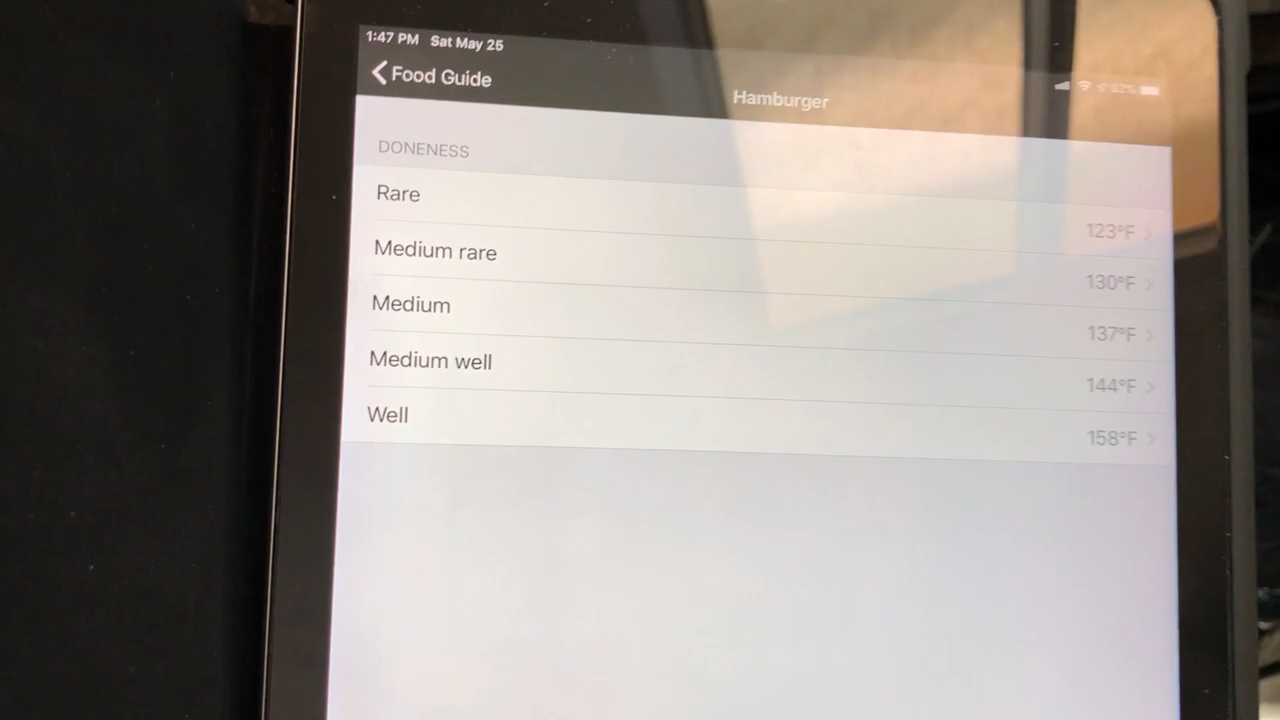 1:47 PM Sat May 25
Food Guide
Hamburger
92%
DONENESS
Rare 123°F
Medium rare 130°F
Medium 137°F
Medium well 144°F
Well 158°F